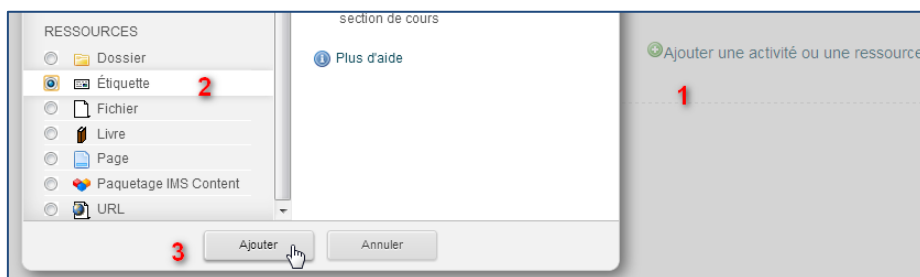 RESSOURCES
Dossier
Étiquette 2
Fichier
Livre
Page
Paquetage IMS Content
URL
section de cours
Plus d'aide
Ajouter une activité ou une ressource
1
3 Ajouter Annuler